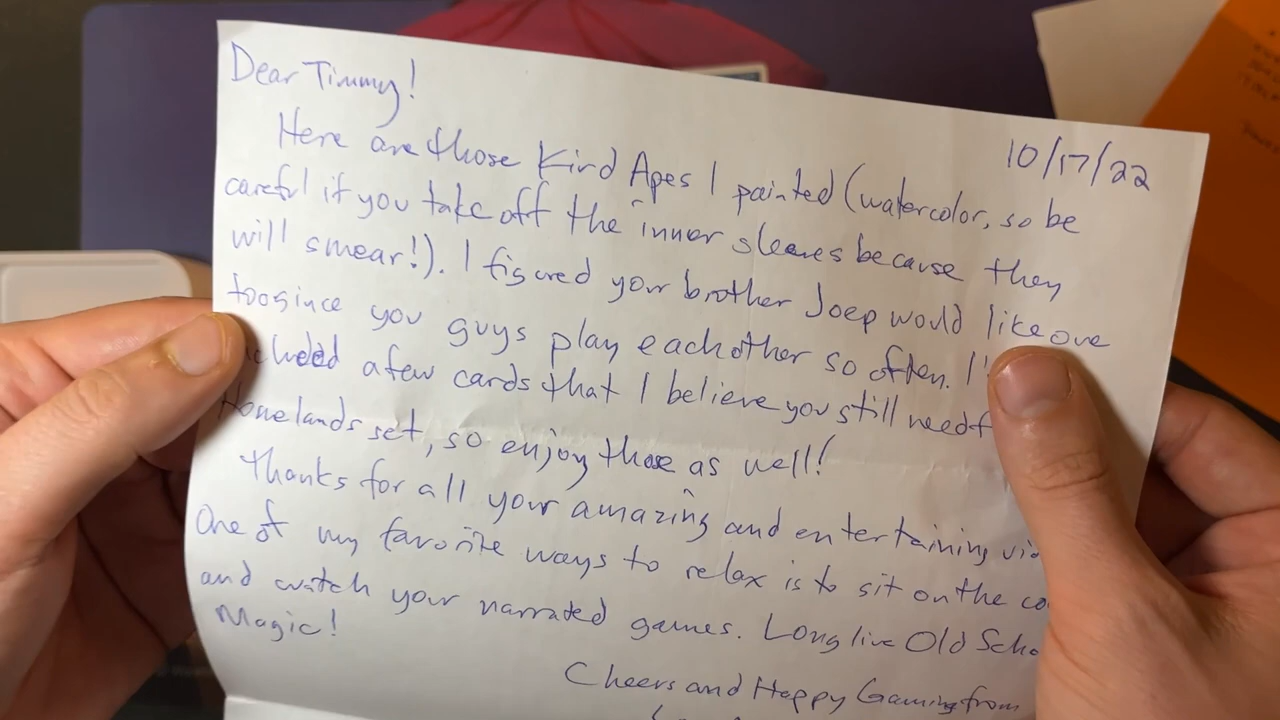 Dear Timmy!
10/17/22
Here are those Kird Apes I painted (watercolor, so be
careful if you take off the inner sleeves because they
will smear!). I figured your brother Joep would like one
too since you guys play each other so often. I'
a few cards that I believe you still need f
Homelands set, so enjoy those as well!
Thanks for all your amazing and entertaining vid
One of my favorite ways to relax is to sit on the co
and watch your narrated games. Long live Old Scho
Magic!
Cheers and Happy Gaming from